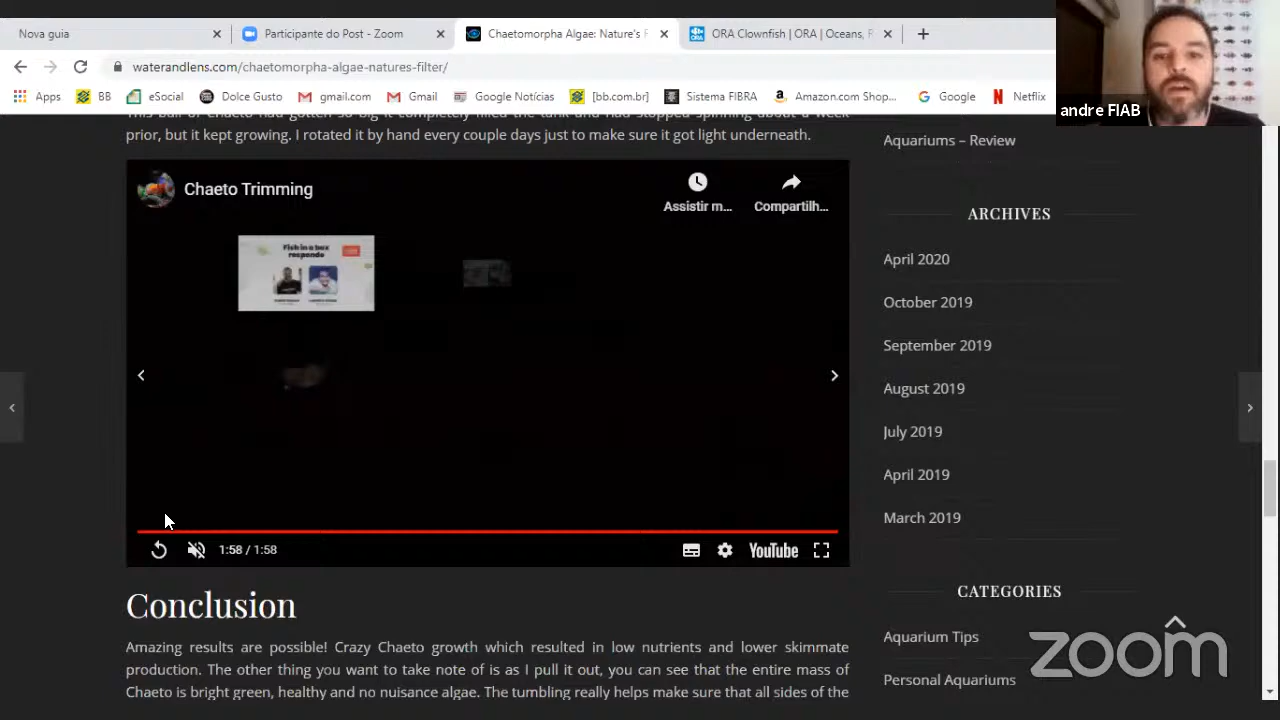 Nova guia
Participante do Post - Zoom
Chaetomorpha Algae: Nature's F
ORA Clownfish | ORA | Oceans, F
andre FIAB
waterandlens.com/chaetomorpha-algae-natures-filter/
Apps
BB
eSocial
Dolce Gusto
gmail.com
Gmail
Google Notícias
[bb.com.br]
Sistema FIBRA
Amazon.com Shop...
Google
Netflix
prior, but it kept growing. I rotated it by hand every couple days just to make sure it got light underneath.
Chaeto Trimming
Assistir m...
Compartilh...
Fish in a box
responde
1:58 / 1:58
YouTube
Conclusion
Amazing results are possible! Crazy Chaeto growth which resulted in low nutrients and lower skimmate
production. The other thing you want to take note of is as I pull it out, you can see that the entire mass of
Chaeto is bright green, healthy and no nuisance algae. The tumbling really helps make sure that all sides of the
Aquariums – Review
ARCHIVES
April 2020
October 2019
September 2019
August 2019
July 2019
April 2019
March 2019
CATEGORIES
Aquarium Tips
Personal Aquariums
zoom